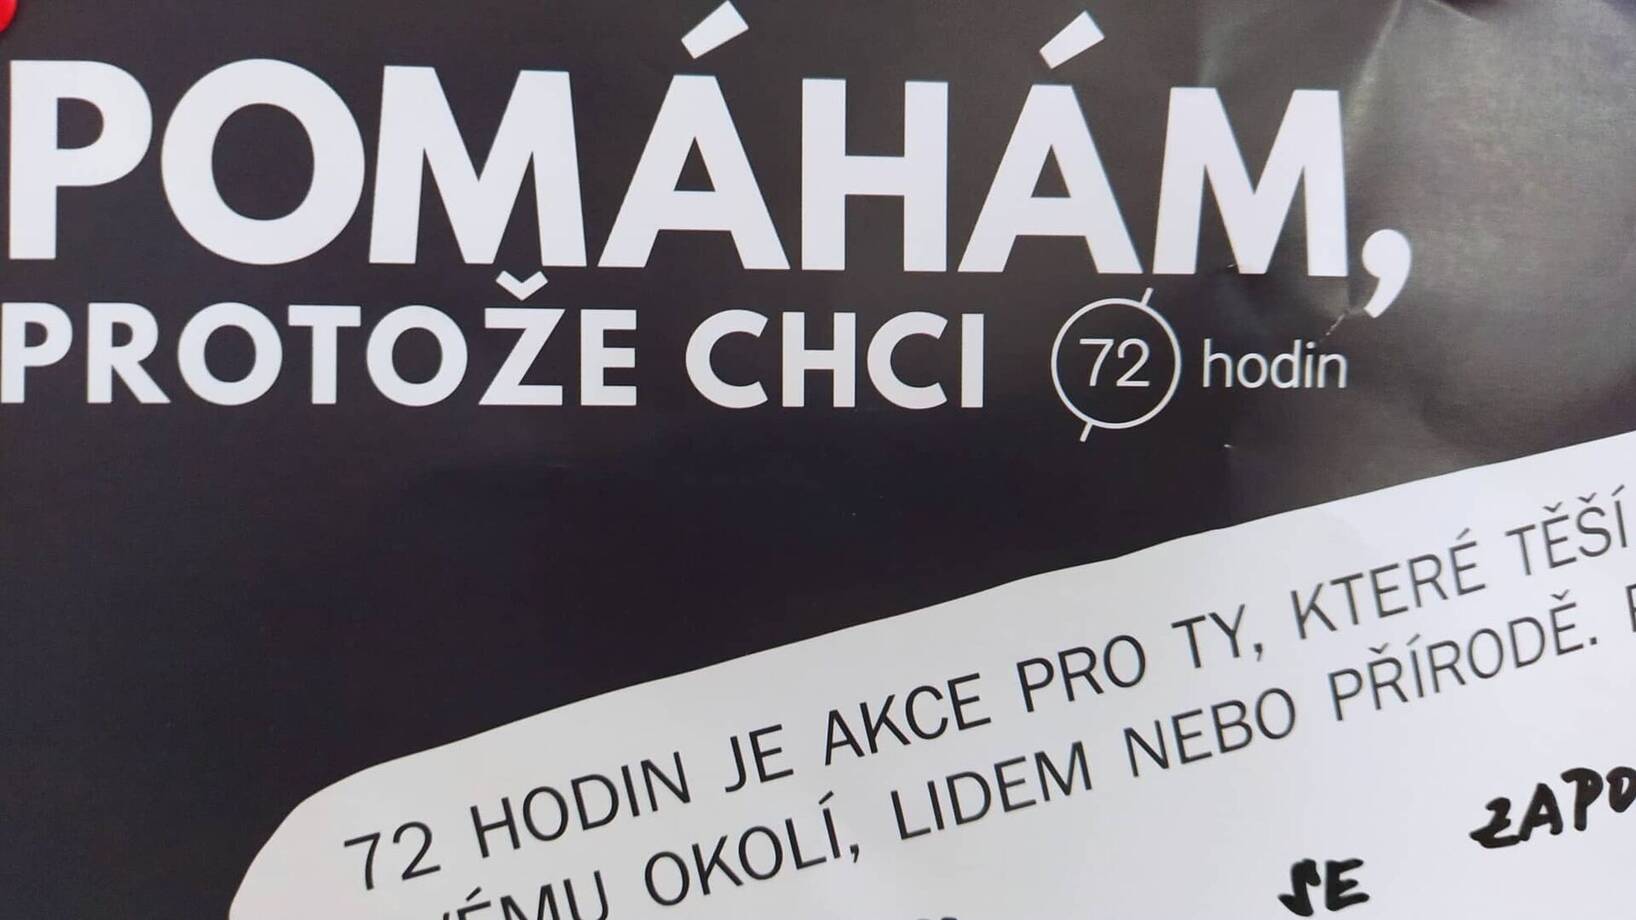 POMÁHÁM,
PROTOŽE CHCI 72 hodin
72 HODIN JE AKCE PRO TY, KTERÉ TĚŠÍ
OKOLÍ, LIDEM NEBO PŘÍRODĚ.
SE